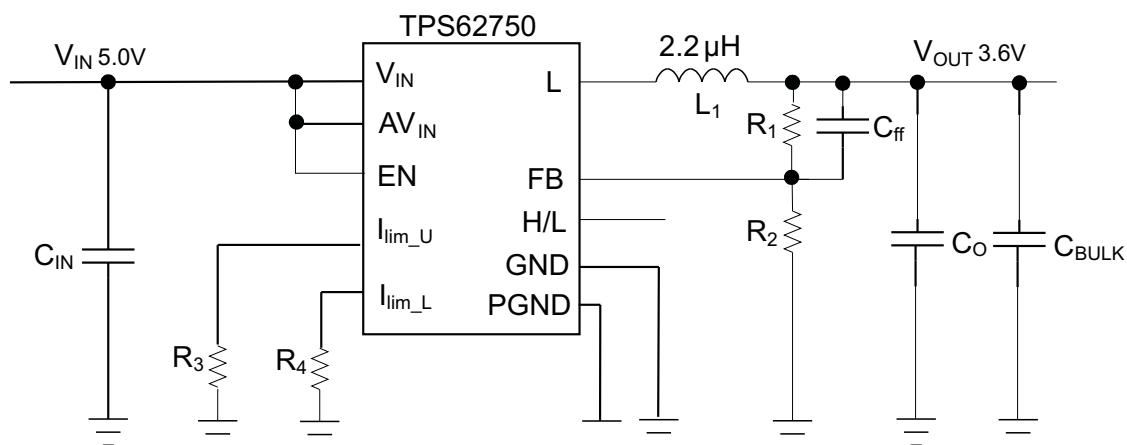 TPS62750
V_IN 5.0V
2.2 µH
V_OUT 3.6V
V_IN
L
AV_IN
L_1
R_1
C_ff
EN
FB
I_lim_U
H/L
R_2
C_IN
GND
C_O
C_BULK
I_lim_L
PGND
R_3
R_4